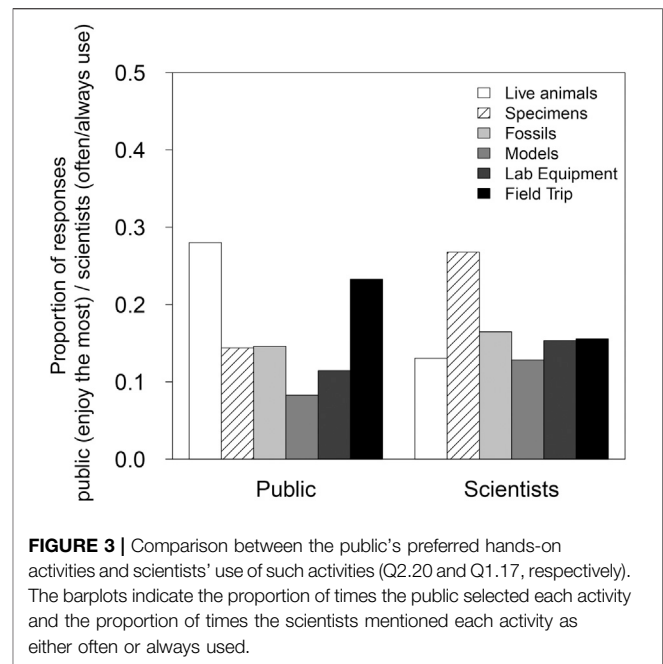 Proportion of responses
public (enjoy the most) / scientists (often/always use)
0.5
0.4
0.3
0.2
0.1
0.0
Live animals
Specimens
Fossils
Models
Lab Equipment
Field Trip
Public
Scientists
FIGURE 3 | Comparison between the public's preferred hands-on
activities and scientists' use of such activities (Q2.20 and Q1.17, respectively).
The barplots indicate the proportion of times the public selected each activity
and the proportion of times the scientists mentioned each activity as
either often or always used.